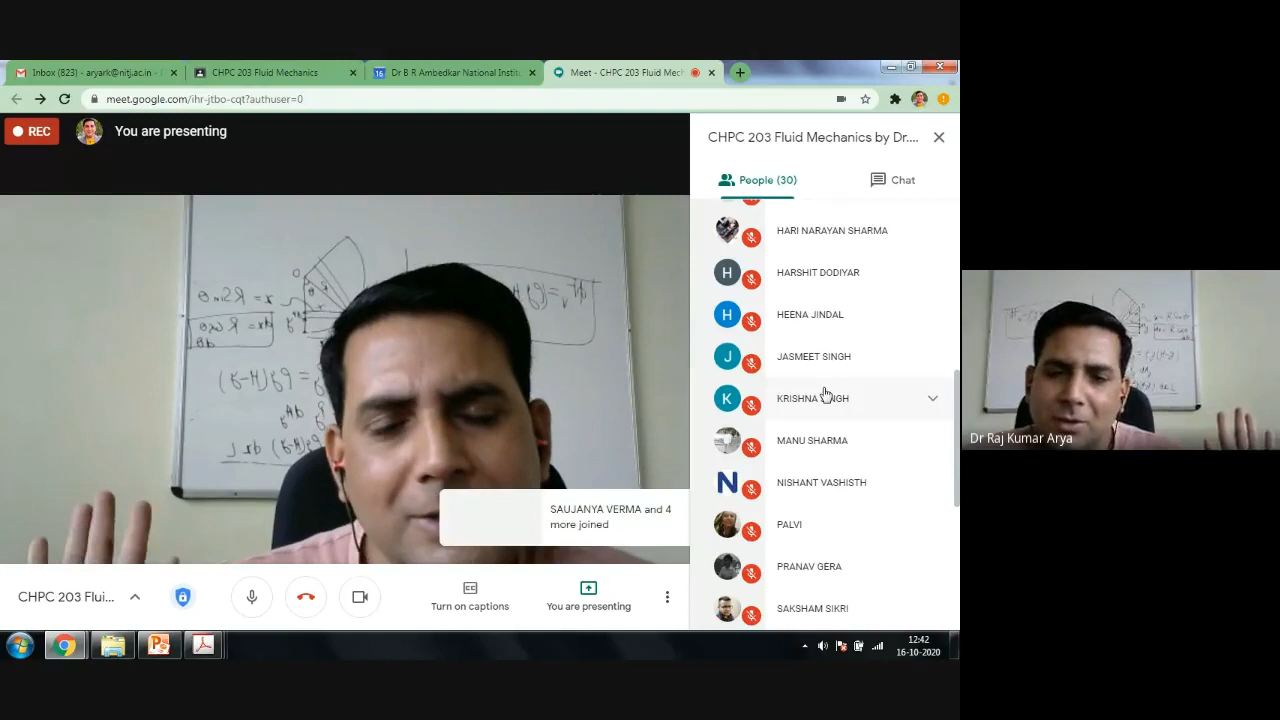 Inbox (823) - aryark@nitj.ac.in -
CHPC 203 Fluid Mechanics
Dr B R Ambedkar National Instit
Meet - CHPC 203 Fluid Mec
meet.google.com/ihr-jtbo-cqt?authuser=0
REC
You are presenting
CHPC 203 Fluid Mechanics by Dr....
People (30)
Chat
HARI NARAYAN SHARMA
H HARSHIT DODIYAR
H HEENA JINDAL
J JASMEET SINGH
K KRISHNA SINGH
MANU SHARMA
N NISHANT VASHISTH
PALVI
PRANAV GERA
SAKSHAM SIKRI
SAUJANYA VERMA and 4
more joined
CHPC 203 Flui...
Turn on captions
You are presenting
12:42
16-10-2020
Dr Raj Kumar Arya